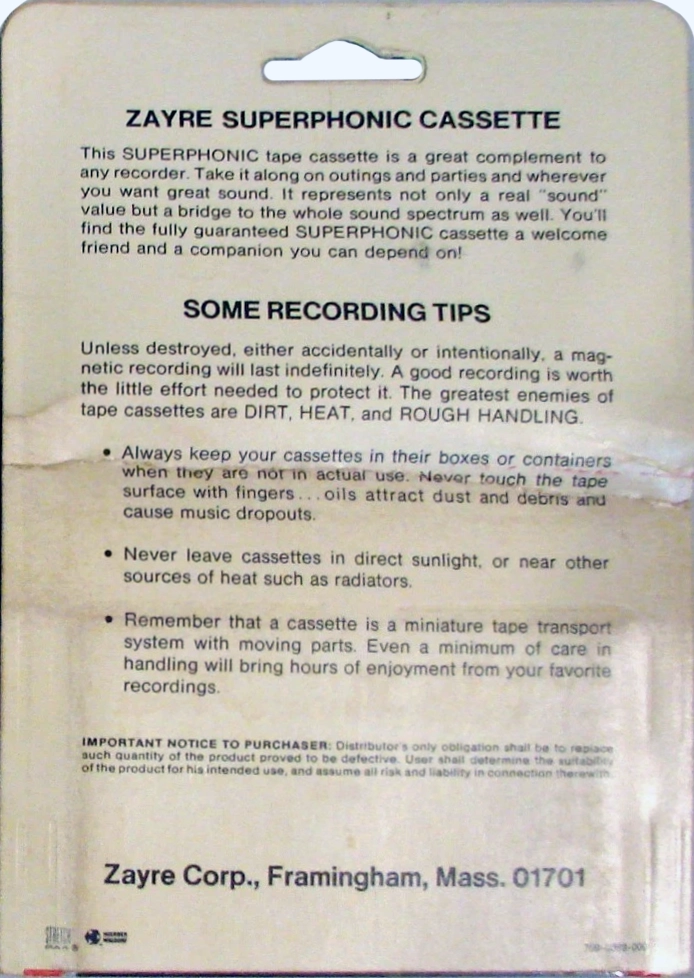 ZAYRE SUPERPHONIC CASSETTE
This SUPERPHONIC tape cassette is a great complement to
any recorder. Take it along on outings and parties and wherever
you want great sound. It represents not only a real "sound"
value but a bridge to the whole sound spectrum as well. You'll
find the fully guaranteed SUPERPHONIC cassette a welcome
friend and a companion you can depend on!
SOME RECORDING TIPS
Unless destroyed, either accidentally or intentionally, a mag-
netic recording will last indefinitely. A good recording is worth
the little effort needed to protect it. The greatest enemies of
tape cassettes are DIRT, HEAT, and ROUGH HANDLING.
• Always keep your cassettes in their boxes or containers
when they are not in actual use. Never touch the tape
surface with fingers...oils attract dust and debris and
cause music dropouts.
• Never leave cassettes in direct sunlight, or near other
sources of heat such as radiators.
• Remember that a cassette is a miniature tape transport
system with moving parts. Even a minimum of care in
handling will bring hours of enjoyment from your favorite
recordings.
IMPORTANT NOTICE TO PURCHASER: Distributor's only obligation shall be to replace
such quantity of the product proved to be defective. User shall determine the suitability
of the product for his intended use, and assume all risk and liability in connection therewith.
Zayre Corp., Framingham, Mass. 01701
STRETCH